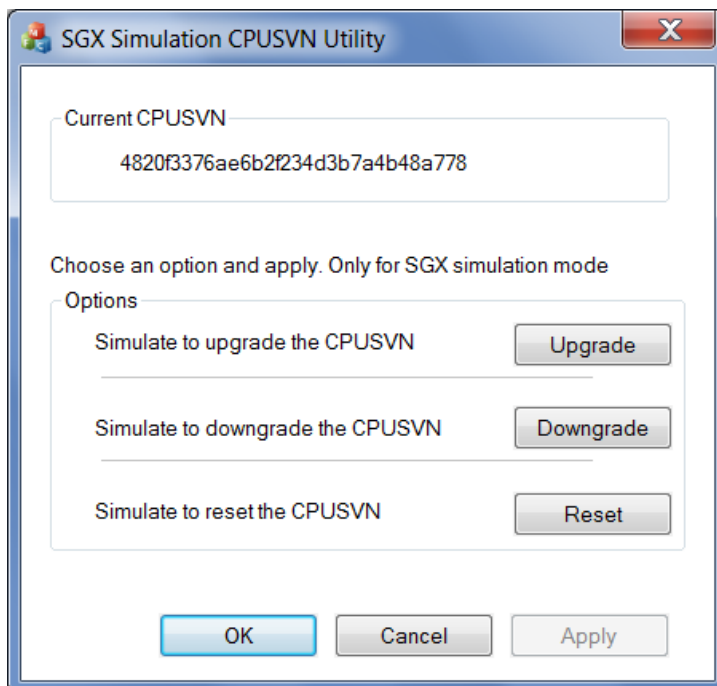 SGX Simulation CPUSVN Utility
Current CPUSVN
4820f3376ae6b2f234d3b7a4b48a778
Choose an option and apply. Only for SGX simulation mode
Options
Simulate to upgrade the CPUSVN Upgrade
Simulate to downgrade the CPUSVN Downgrade
Simulate to reset the CPUSVN Reset
OK Cancel Apply